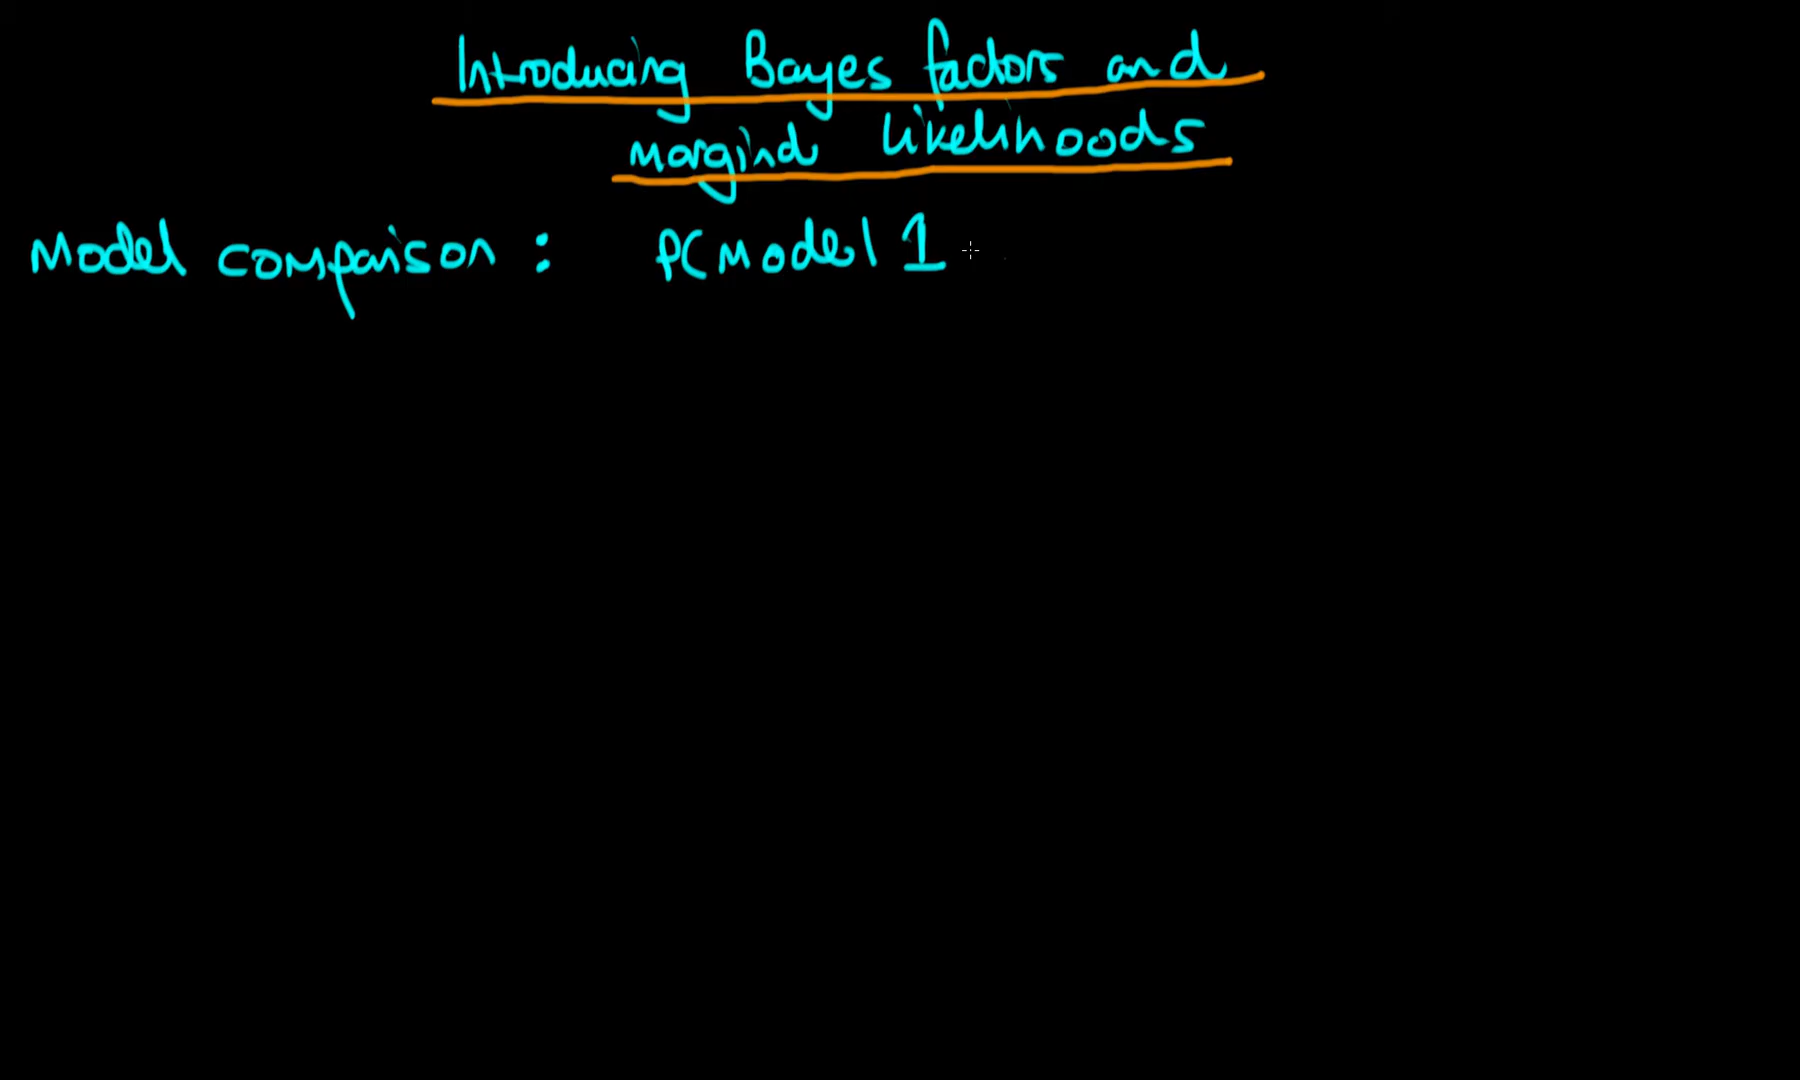 Introducing Bayes factors and
marginal likelihoods
Model comparison : P(Model 1